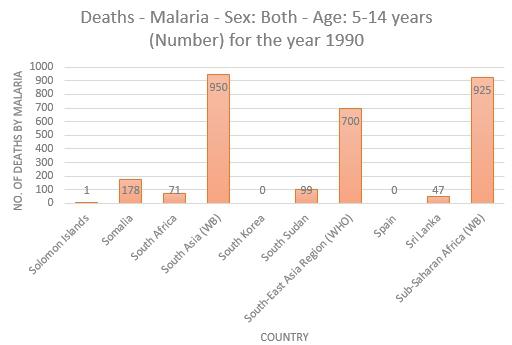 Deaths - Malaria - Sex: Both - Age: 5-14 years
(Number) for the year 1990
NO. OF DEATHS BY MALARIA
1000
900
800
700
600
500
400
300
200
100
0
1
178
71
950
0
99
700
0
47
925
Solomon Islands
Somalia
South Africa
South Asia (WB)
South Korea
South Sudan
South-East Asia Region (WHO)
Spain
Sri Lanka
Sub-Saharan Africa (WB)
COUNTRY